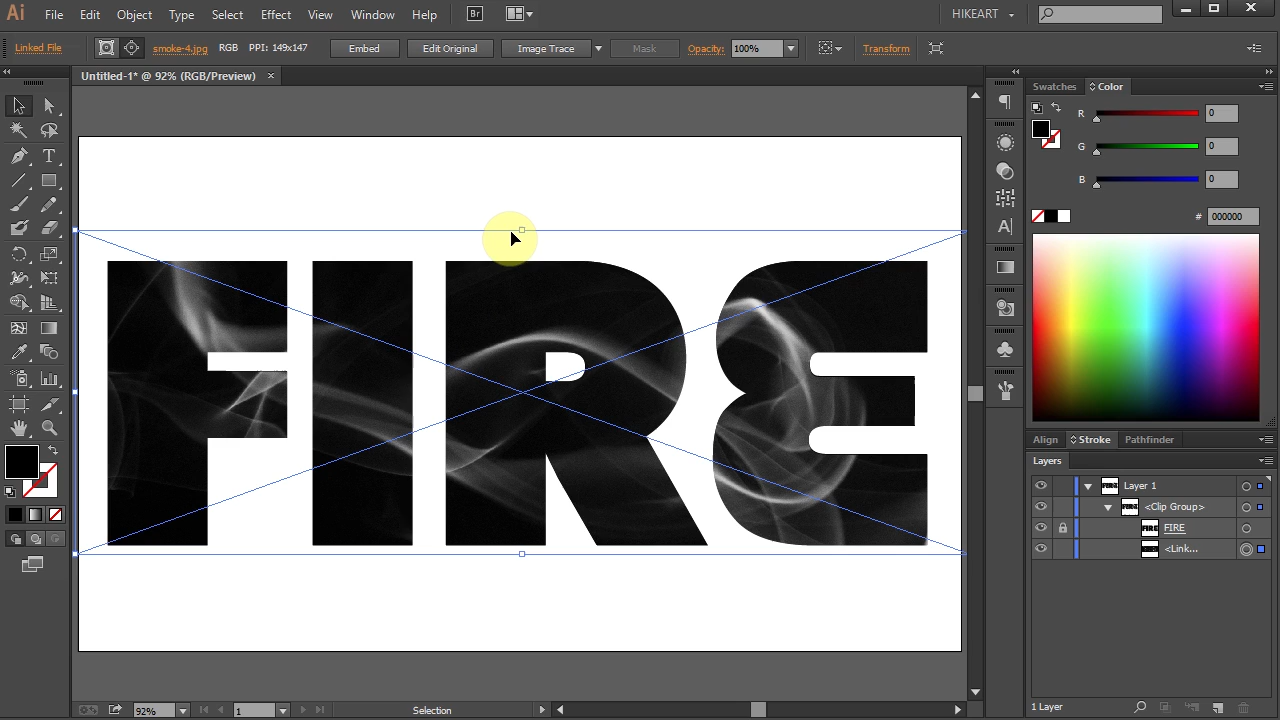 Ai File Edit Object Type Select Effect View Window Help Br HIKEART
Linked File smoke-4.jpg RGB PPI: 149x147 Embed Edit Original Image Trace Mask Opacity: 100% Transform
Untitled-1* @ 92% (RGB/Preview)
Swatches Color
R 0
G 0
B 0
# 000000
FIRE
Align Stroke Pathfinder
Layers
Layer 1
<Clip Group>
FIRE
<Link...
1 Layer
92% 1 Selection